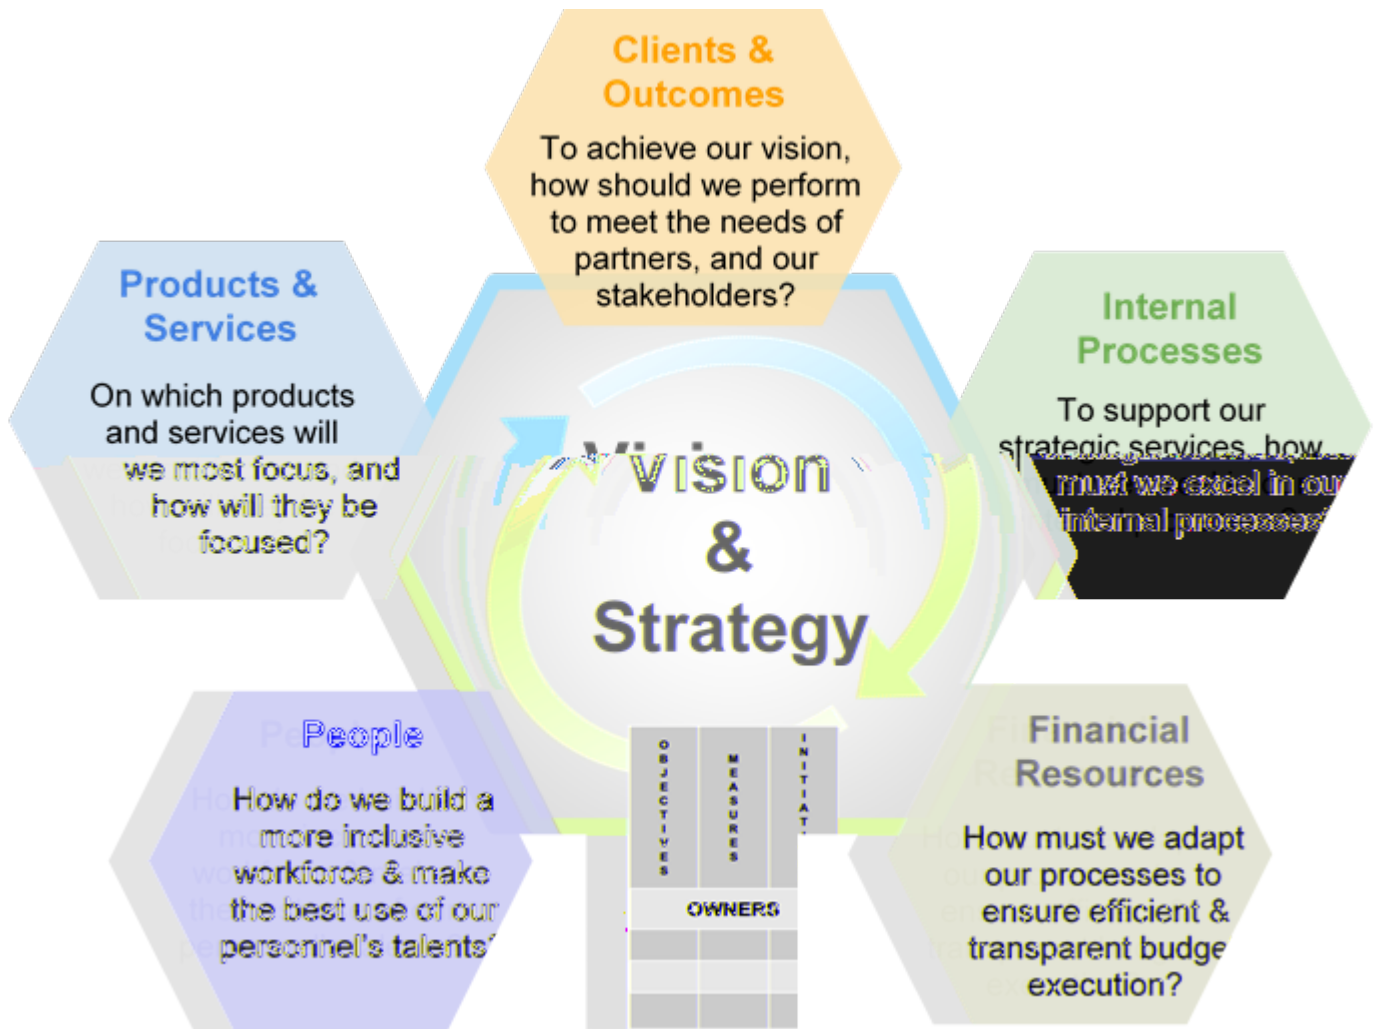 Clients &
Outcomes
To achieve our vision,
how should we perform
to meet the needs of
partners, and our
stakeholders?
Products &
Services
On which products
and services will
we most focus, and
how will they be
focused?
Internal
Processes
To support our
strategic services, how
must we excel in our
internal processes?
Vision
&
Strategy
People
How do we build a
more inclusive
workforce & make
the best use of our
personnel's talents?
OBJECTIVES
MEASURES
INITIAT
OWNERS
Financial
Resources
How must we adapt
our processes to
ensure efficient &
transparent budge
execution?